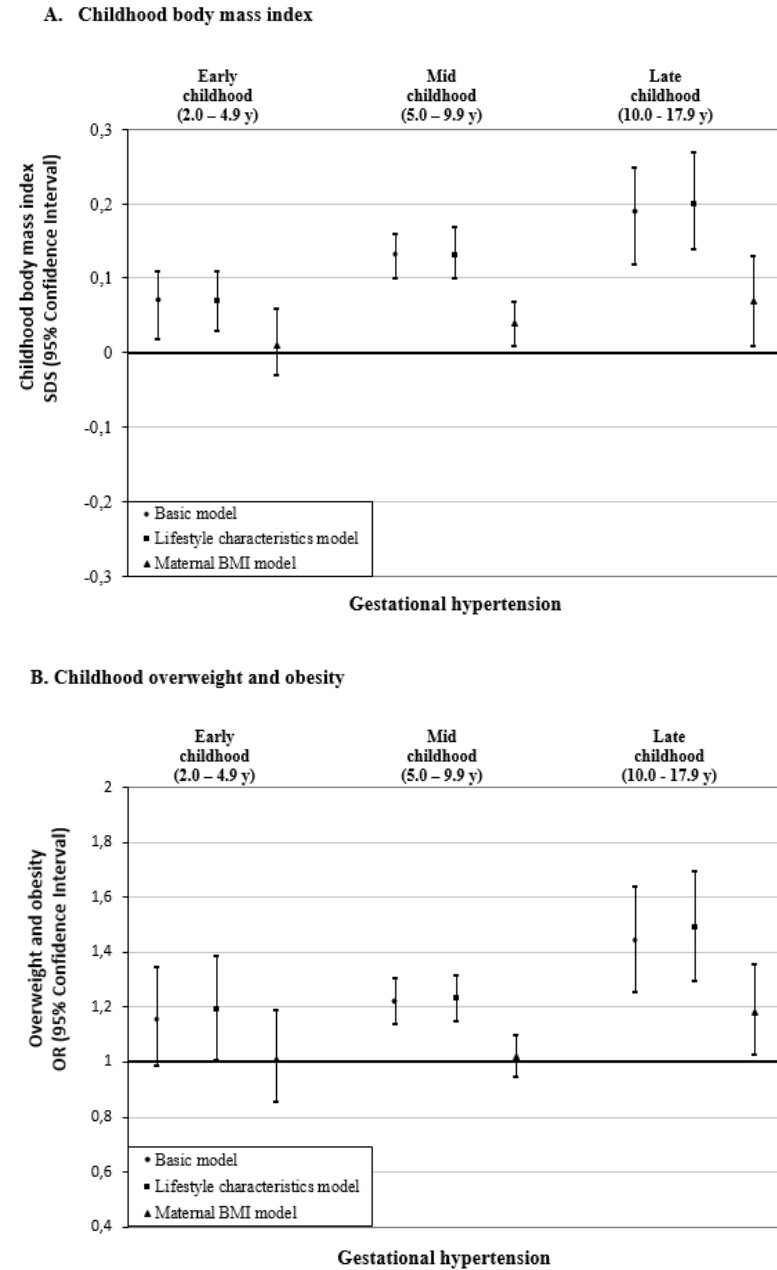 A. Childhood body mass index
Early
childhood
(2.0 – 4.9 y)
Mid
childhood
(5.0 – 9.9 y)
Late
childhood
(10.0 - 17.9 y)
Childhood body mass index
SDS (95% Confidence Interval)
0,3
0,2
0,1
0
-0,1
-0,2
-0,3
Basic model
Lifestyle characteristics model
Maternal BMI model
Gestational hypertension
B. Childhood overweight and obesity
Early
childhood
(2.0 – 4.9 y)
Mid
childhood
(5.0 – 9.9 y)
Late
childhood
(10.0 - 17.9 y)
Overweight and obesity
OR (95% Confidence Interval)
2
1,8
1,6
1,4
1,2
1
0,8
0,6
0,4
Basic model
Lifestyle characteristics model
Maternal BMI model
Gestational hypertension